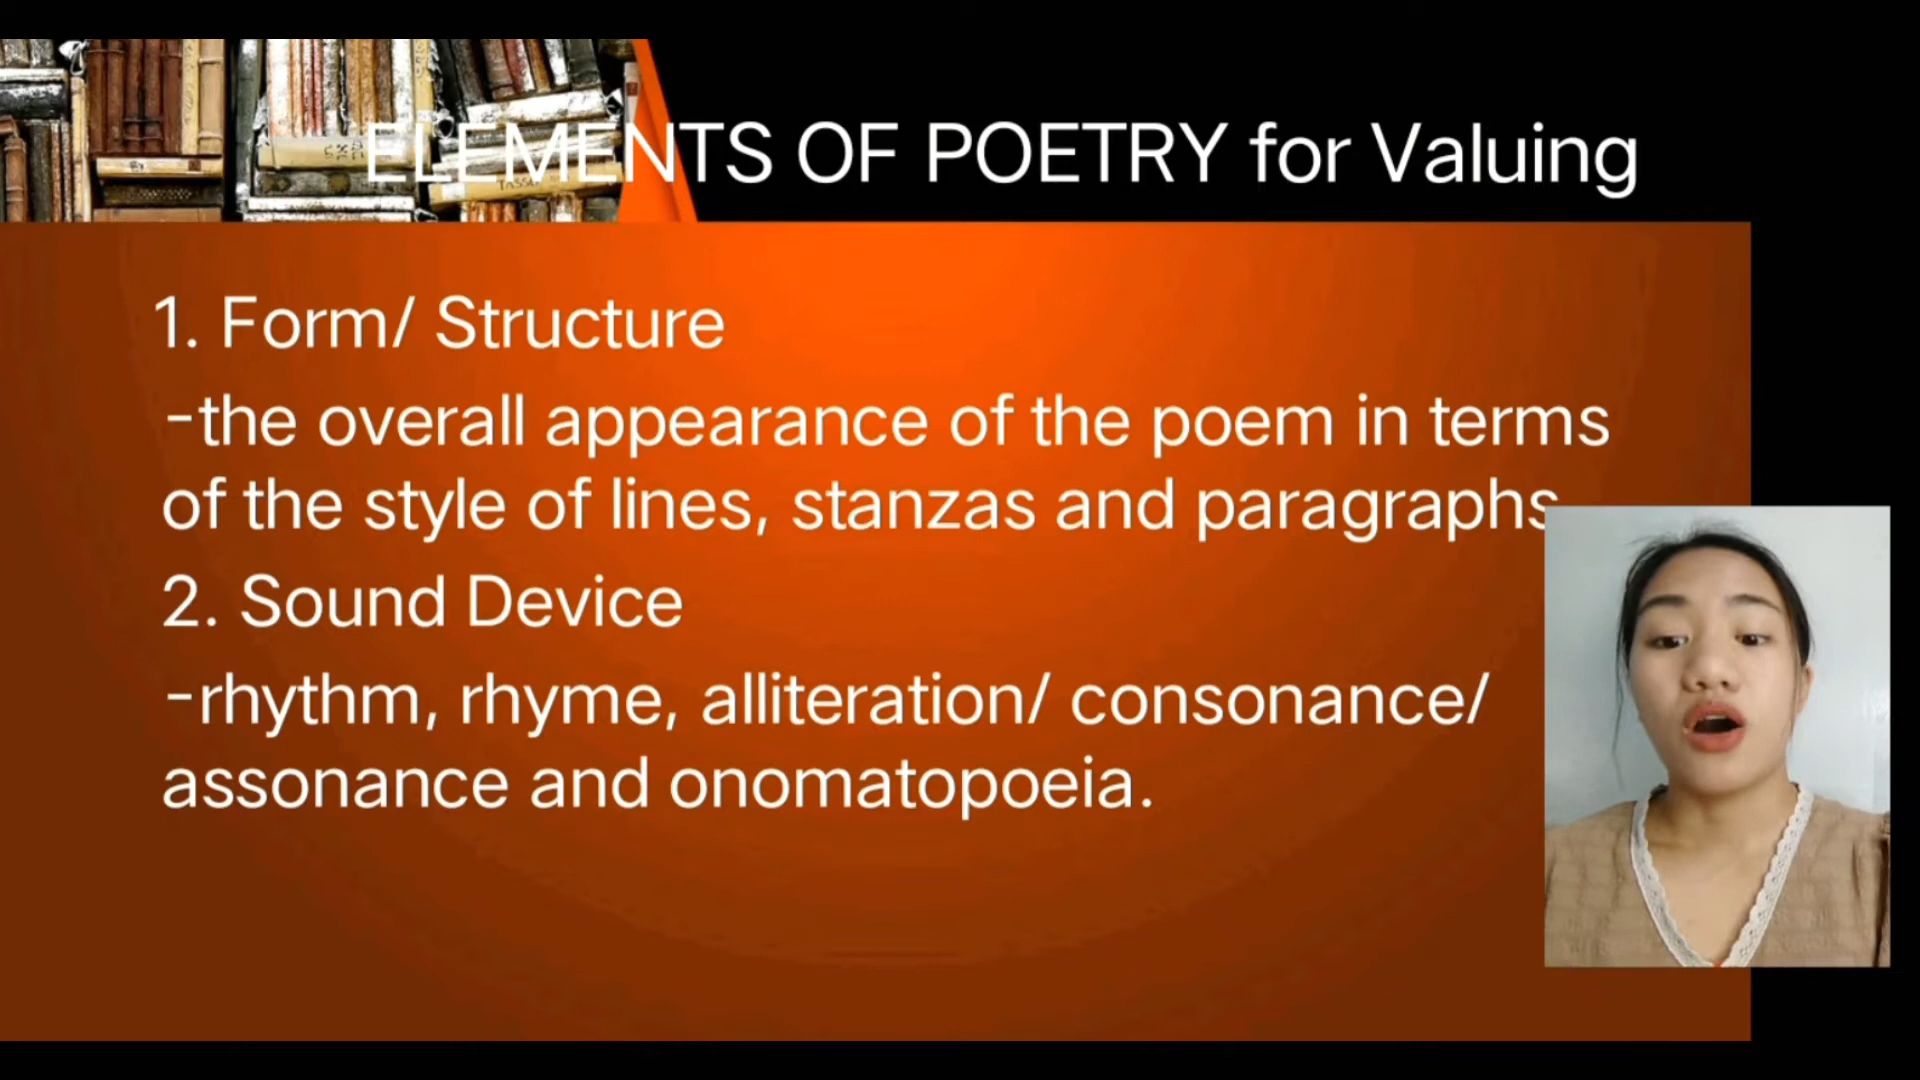 ELEMENTS OF POETRY for Valuing
1. Form/ Structure
-the overall appearance of the poem in terms
of the style of lines, stanzas and paragraphs
2. Sound Device
-rhythm, rhyme, alliteration/ consonance/
assonance and onomatopoeia.